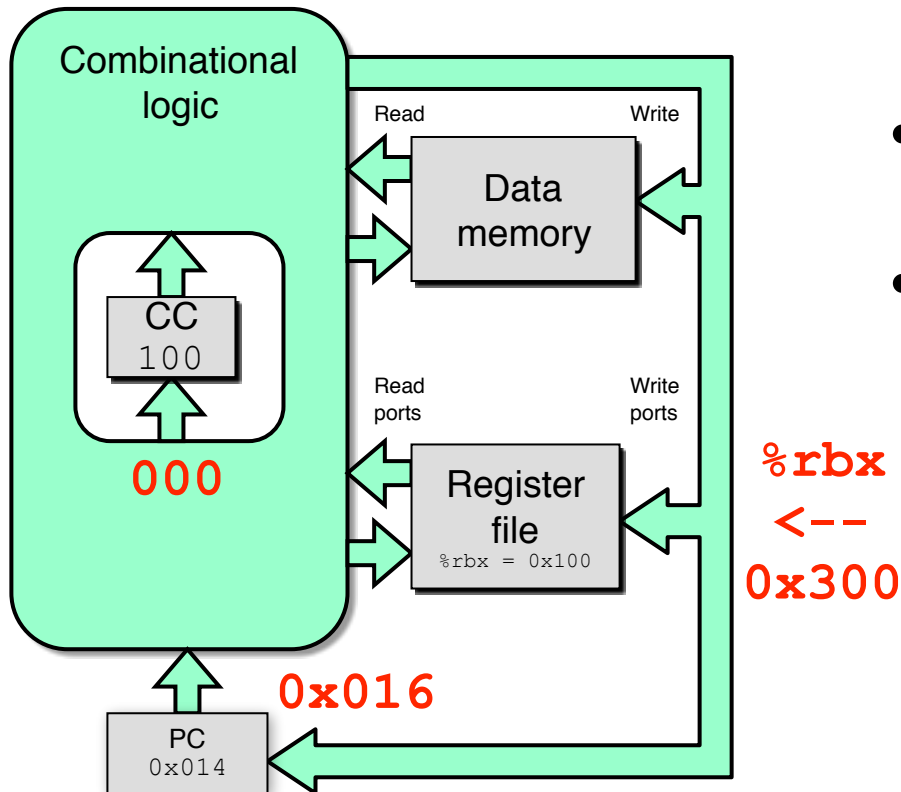 Combinational
logic
Read
Write
Data
memory
CC
100
000
Read
ports
Write
ports
Register
file
%rbx = 0x100
%rbx
<--
0x300
0x016
PC
0x014
•
•